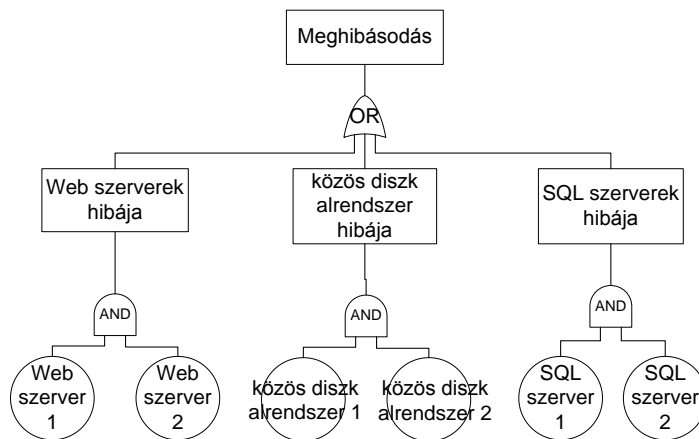 Meghibásodás
OR
Web szerverek
hibája
közös diszk
alrendszer
hibája
SQL szerverek
hibája
AND
AND
AND
Web
szerver
1
Web
szerver
2
közös diszk
alrendszer 1
közös diszk
alrendszer 2
SQL
szerver
1
SQL
szerver
2